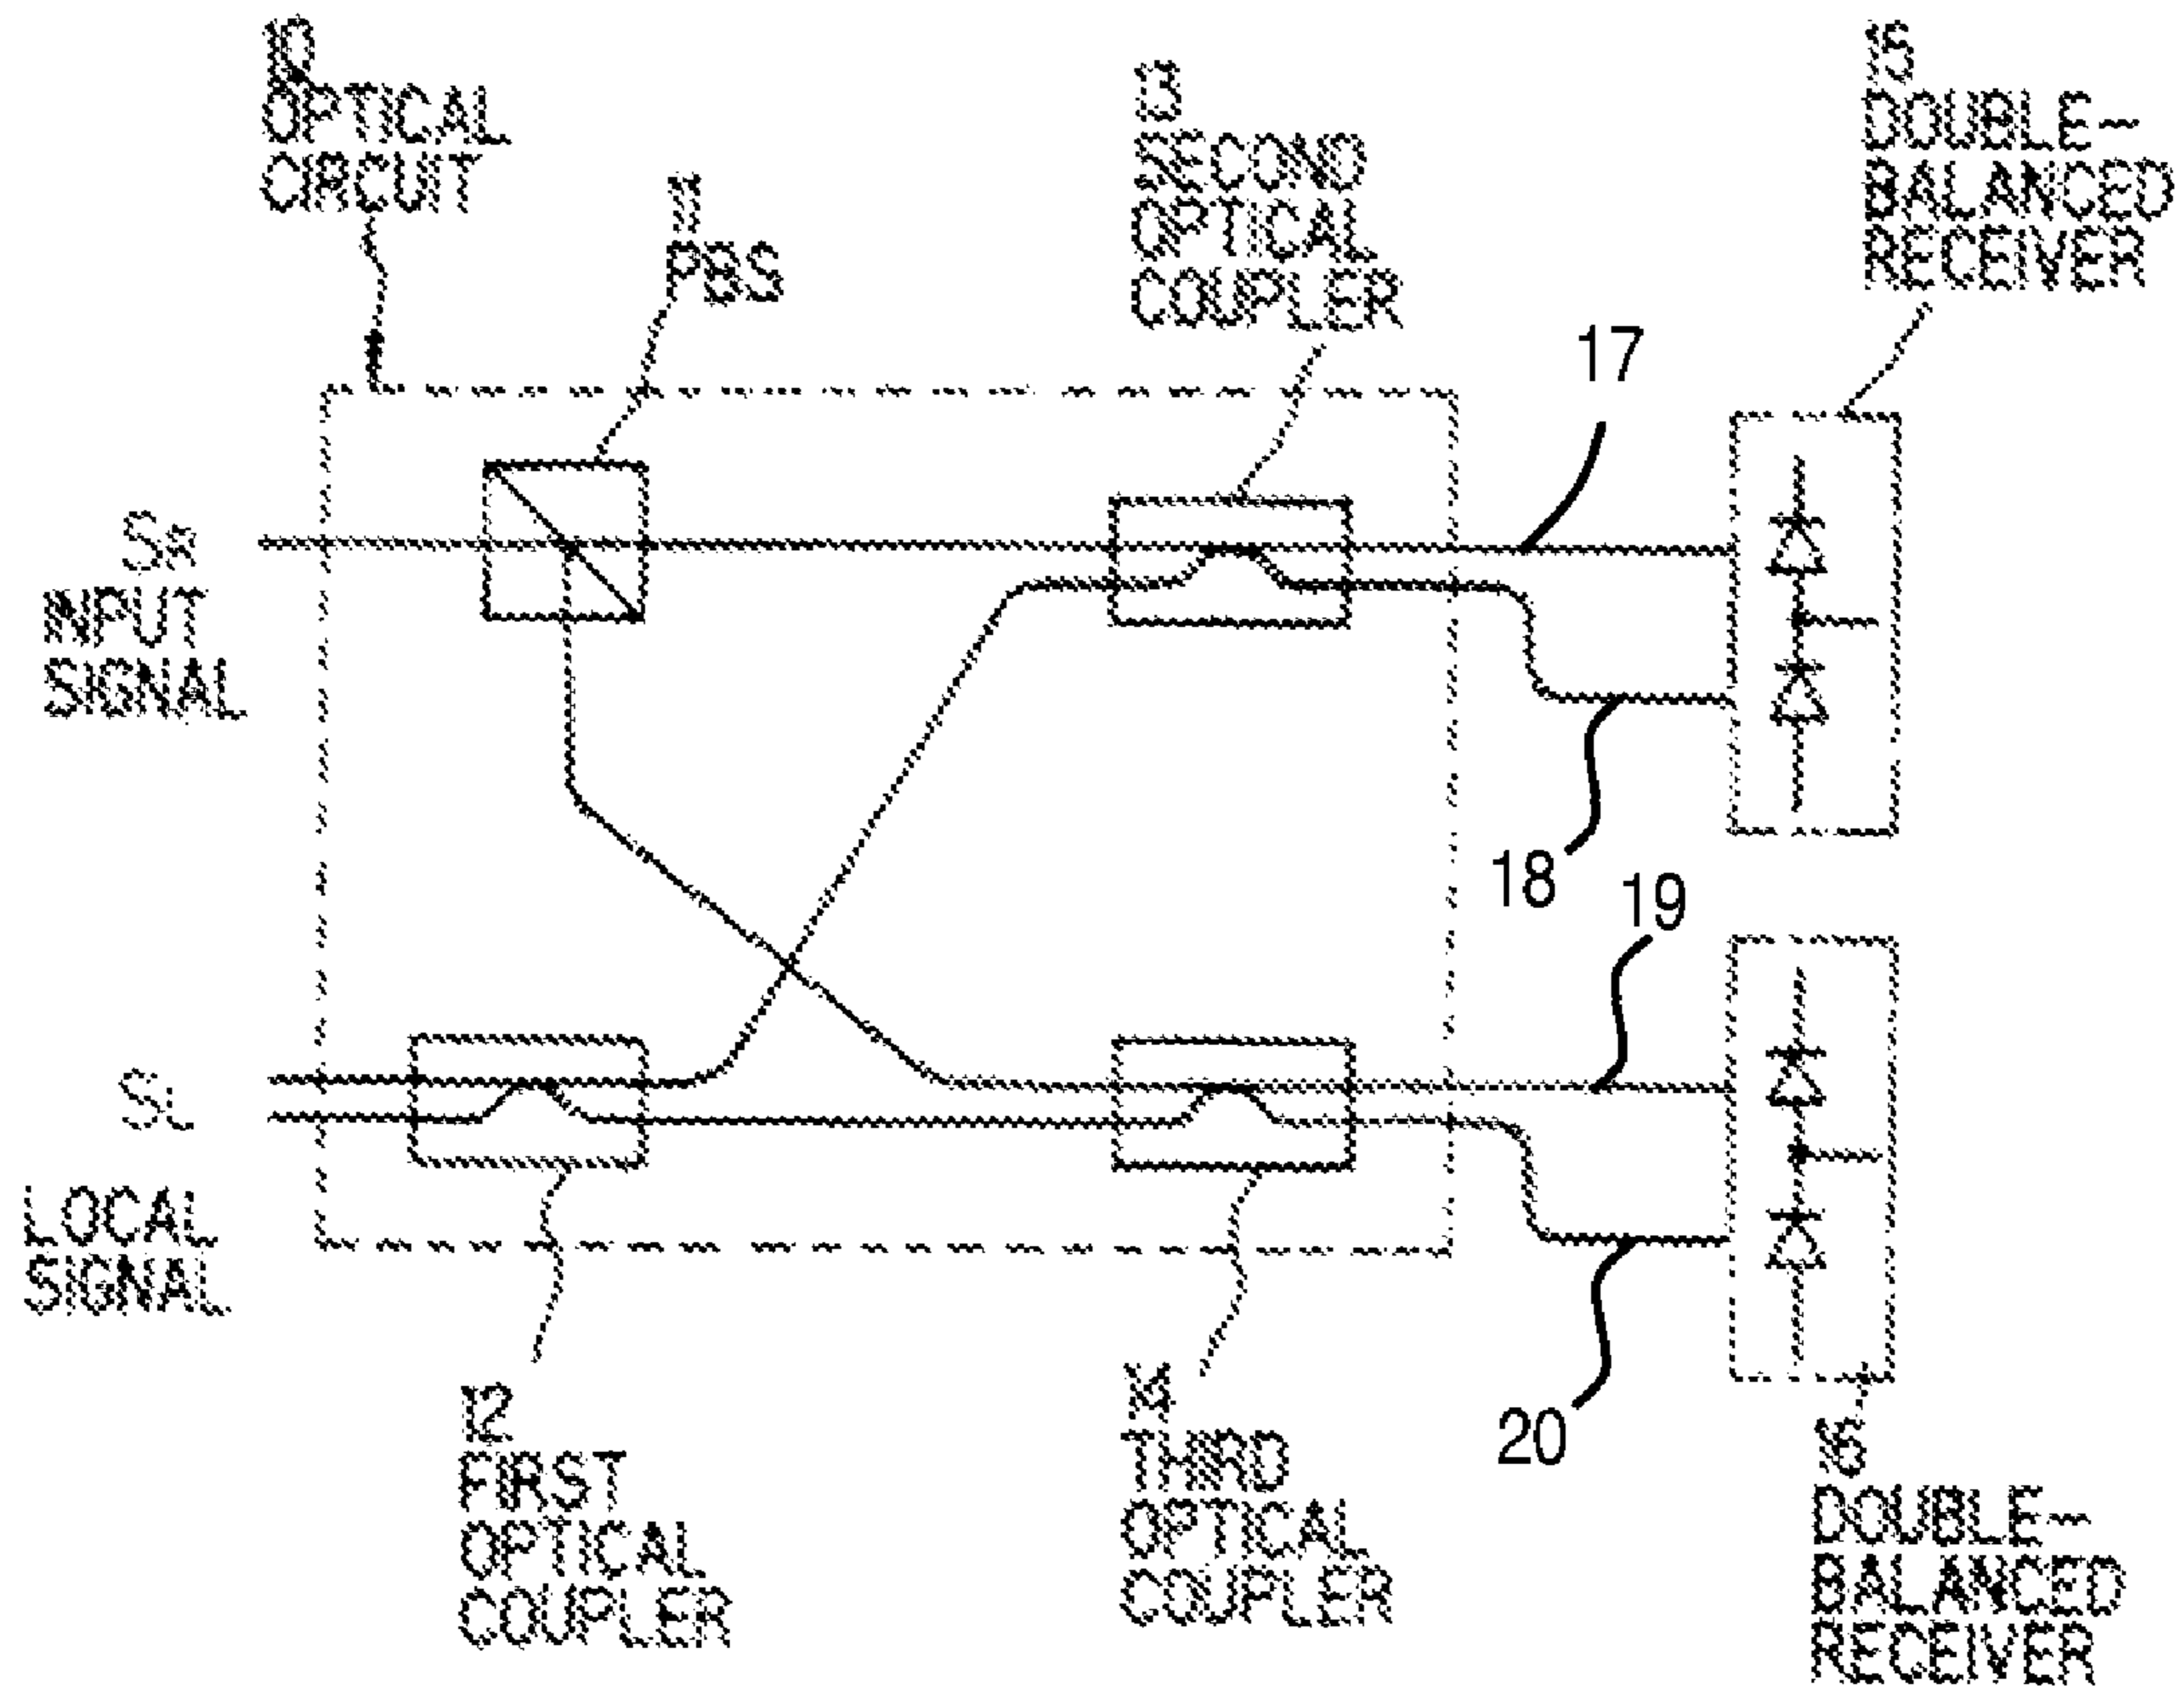 10
OPTICAL
CIRCUIT
11
PBS
13
SECOND
OPTICAL
COUPLER
15
DOUBLE-
BALANCED
RECEIVER
17
SR
INPUT
SIGNAL
18
19
SL
LOCAL
SIGNAL
20
12
FIRST
OPTICAL
COUPLER
14
THIRD
OPTICAL
COUPLER
16
DOUBLE-
BALANCED
RECEIVER